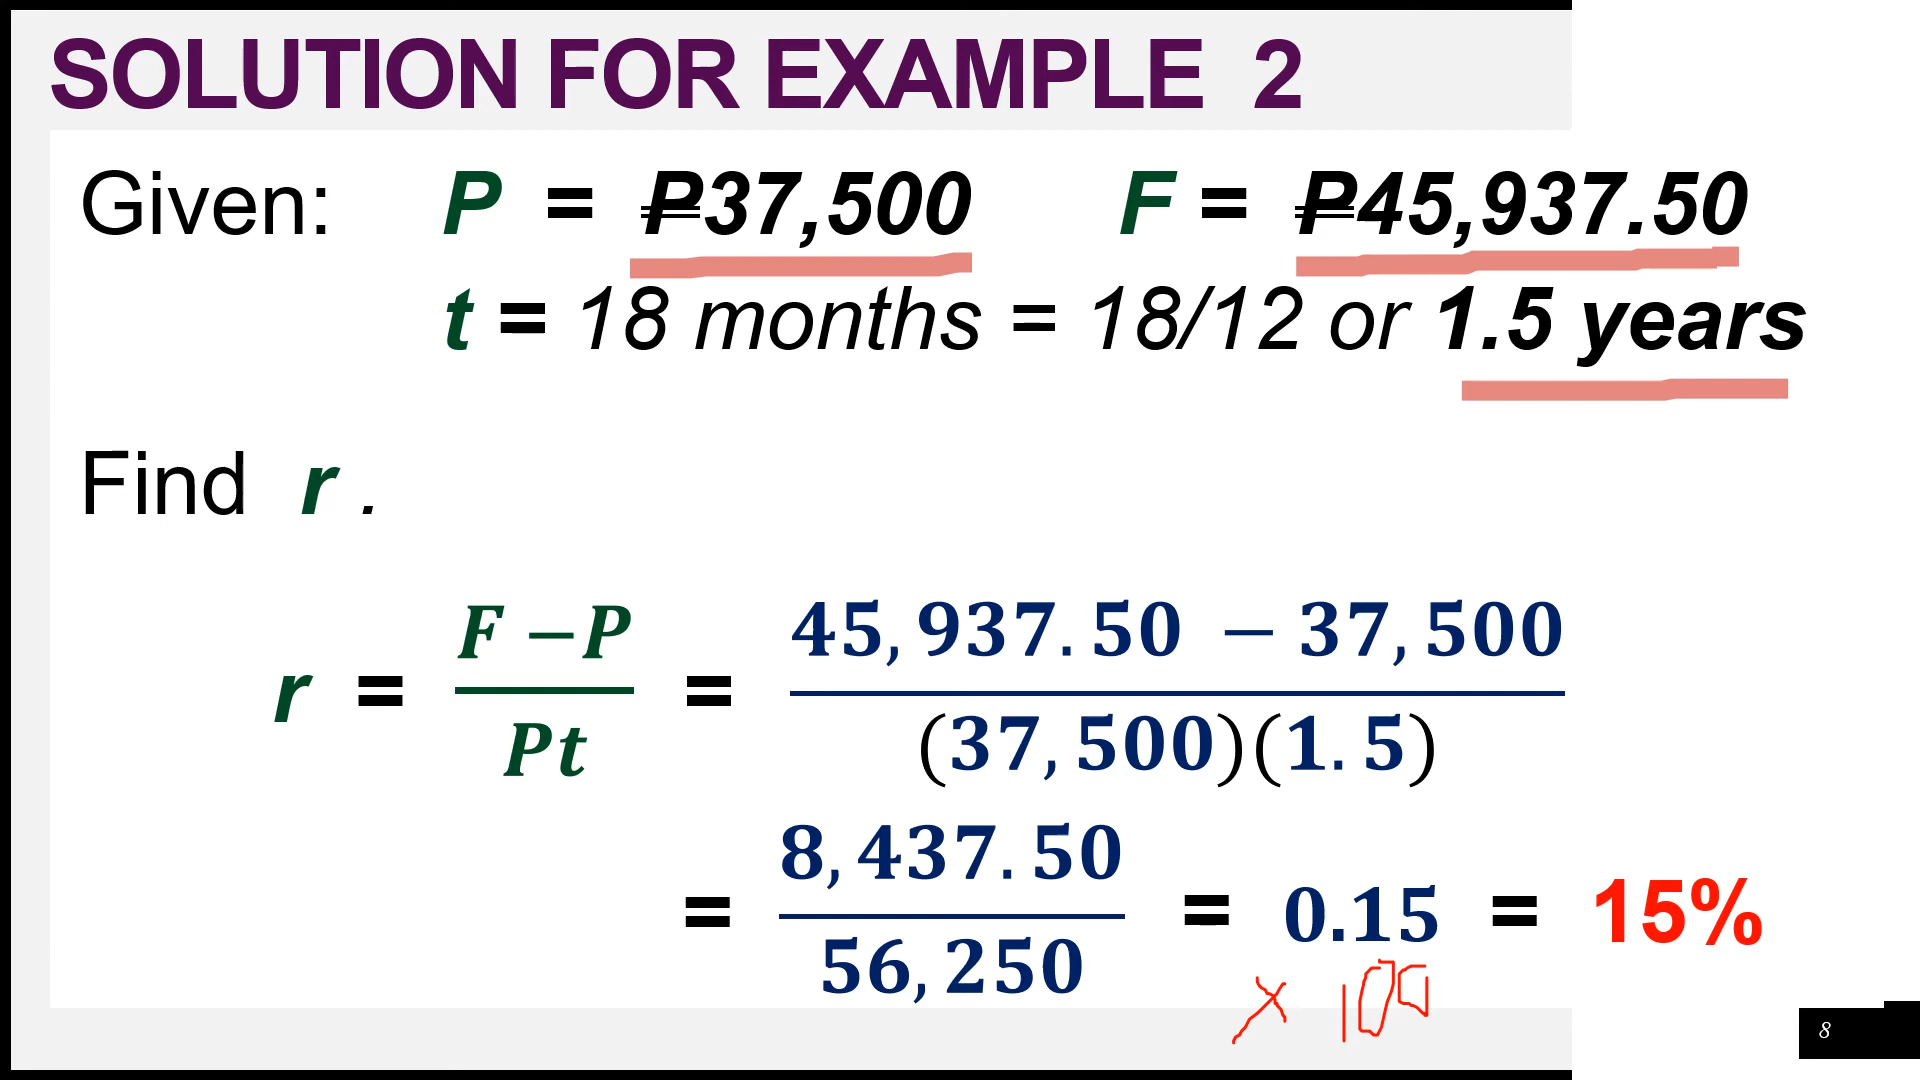 SOLUTION FOR EXAMPLE 2
Given: P = ₱37,500 F = ₱45,937.50
t = 18 months = 18/12 or 1.5 years
Find r .
r = F − P / Pt = 45,937.50 − 37,500 / (37,500)(1.5)
= 8,437.50 / 56,250 = 0.15 = 15%
x 100
8